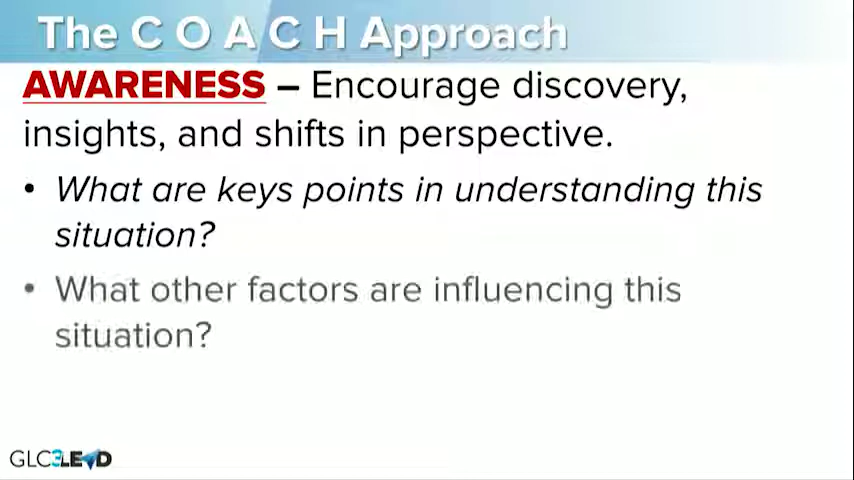 The C O A C H Approach
AWARENESS – Encourage discovery,
insights, and shifts in perspective.
• What are keys points in understanding this
situation?
• What other factors are influencing this
situation?